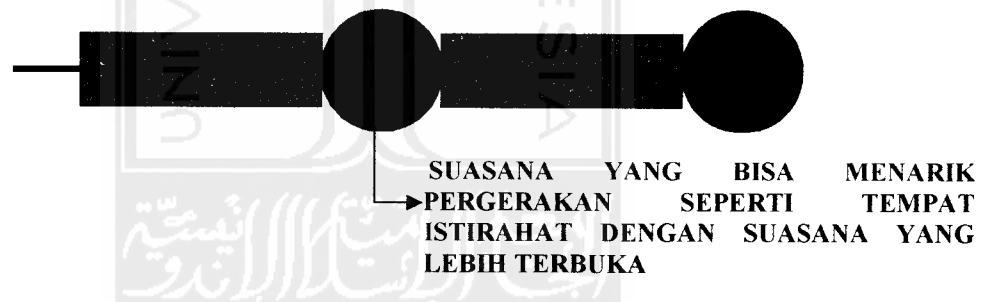 SUASANA YANG BISA MENARIK
PERGERAKAN SEPERTI TEMPAT
ISTIRAHAT DENGAN SUASANA YANG
LEBIH TERBUKA